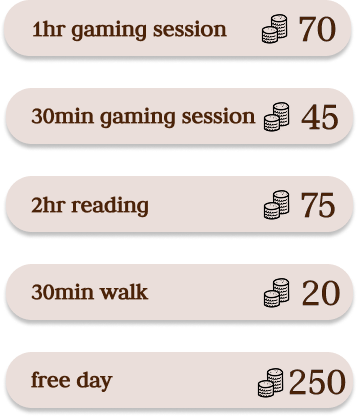 1hr gaming session 70
30min gaming session 45
2hr reading 75
30min walk 20
free day 250